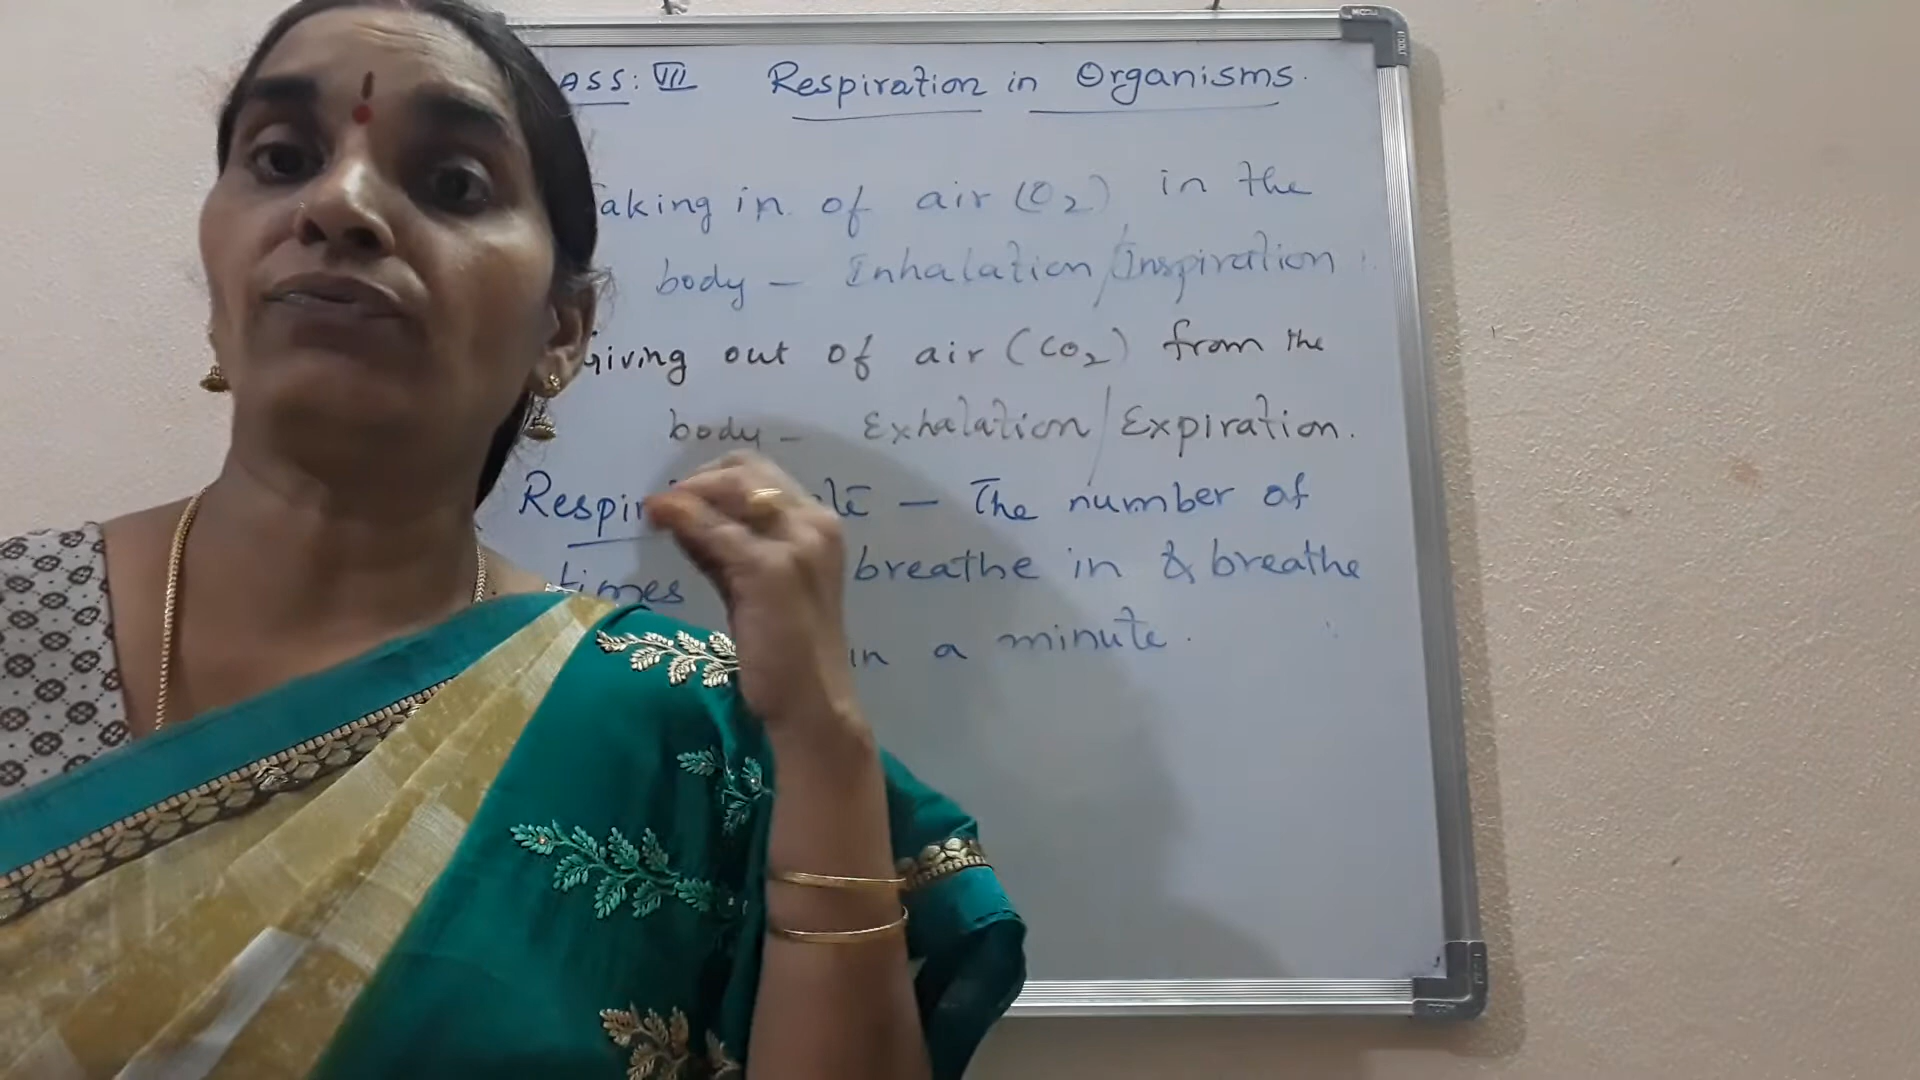 ASS: VII Respiration in Organisms.
aking in of air (O2) in the
body - Inhalation/Inspiration
Giving out of air (CO2) from the
body - Exhalation/Expiration.
— The number of
times breathe in & breathe
in a minute.